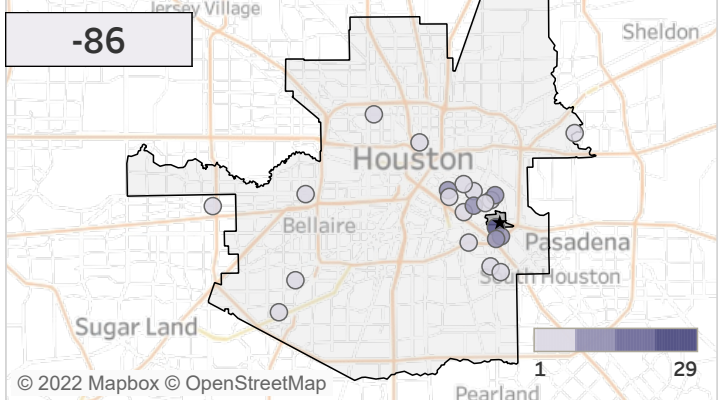 Jersey Village
-86
Sheldon
Houston
Bellaire
Pasadena
South Houston
Sugar Land
1
29
© 2022 Mapbox © OpenStreetMap
Pearland